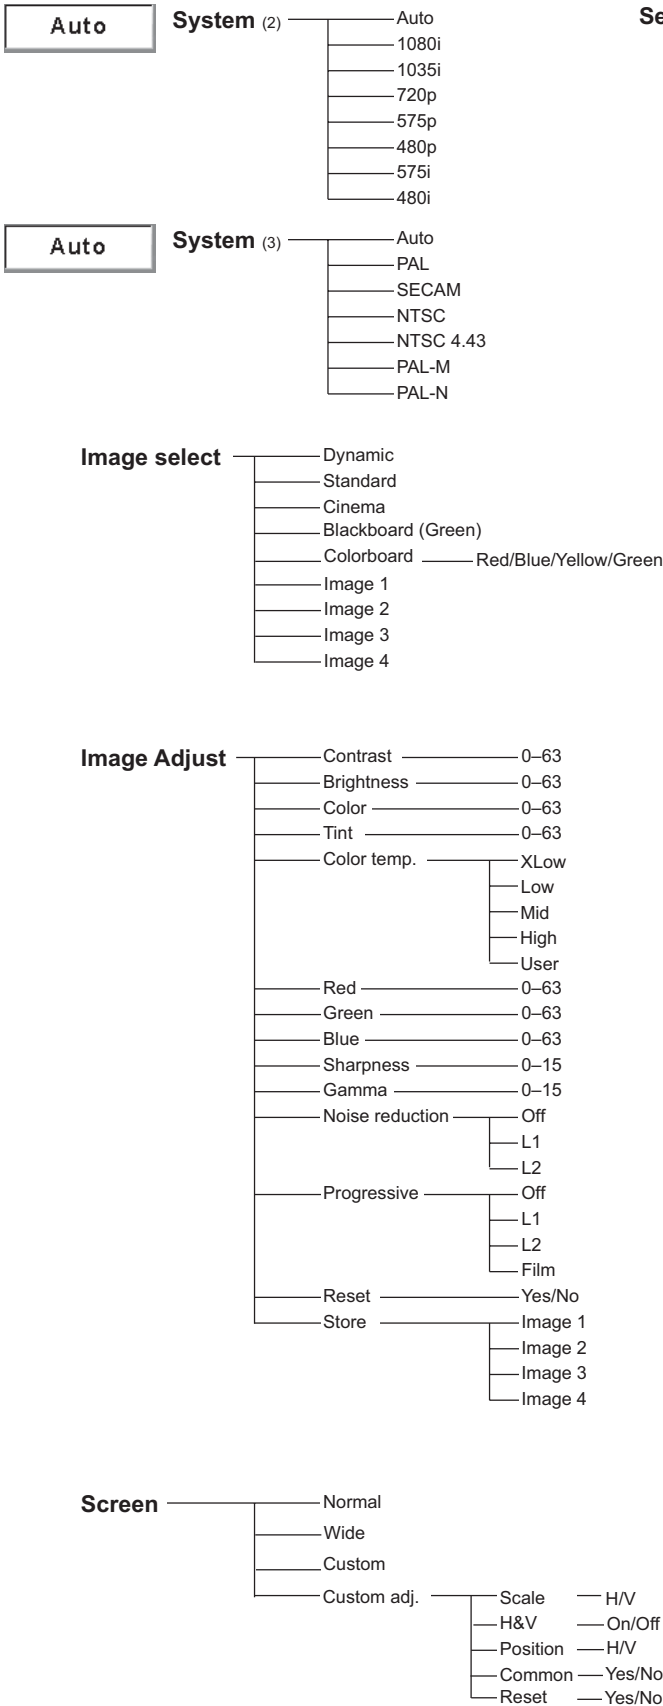 Auto
System (2)
Auto
1080i
1035i
720p
575p
480p
575i
480i
Auto
System (3)
Auto
PAL
SECAM
NTSC
NTSC 4.43
PAL-M
PAL-N
Image select
Dynamic
Standard
Cinema
Blackboard (Green)
Colorboard Red/Blue/Yellow/Green
Image 1
Image 2
Image 3
Image 4
Image Adjust
Contrast 0–63
Brightness 0–63
Color 0–63
Tint 0–63
Color temp. XLow
Low
Mid
High
User
Red 0–63
Green 0–63
Blue 0–63
Sharpness 0–15
Gamma 0–15
Noise reduction Off
L1
L2
Progressive Off
L1
L2
Film
Reset Yes/No
Store Image 1
Image 2
Image 3
Image 4
Screen
Normal
Wide
Custom
Custom adj. Scale H/V
H&V On/Off
Position H/V
Common Yes/No
Reset Yes/No